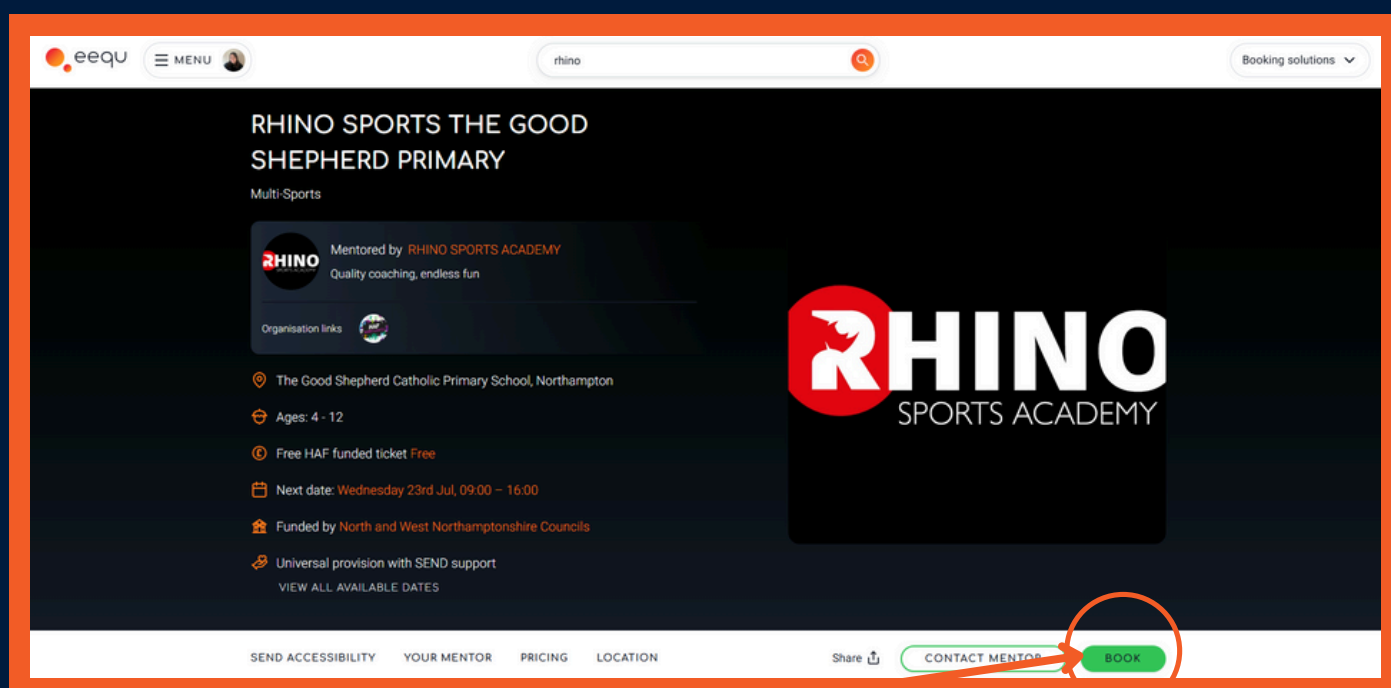 eequ
MENU
rhino
Booking solutions
RHINO SPORTS THE GOOD
SHEPHERD PRIMARY
Multi-Sports
RHINO
Mentored by RHINO SPORTS ACADEMY
Quality coaching, endless fun
Organisation links
The Good Shepherd Catholic Primary School, Northampton
Ages: 4 - 12
Free HAF funded ticket Free
Next date: Wednesday 23rd Jul, 09:00 – 16:00
Funded by North and West Northamptonshire Councils
Universal provision with SEND support
VIEW ALL AVAILABLE DATES
RHINO
SPORTS ACADEMY
SEND ACCESSIBILITY YOUR MENTOR PRICING LOCATION Share CONTACT MENTOR BOOK